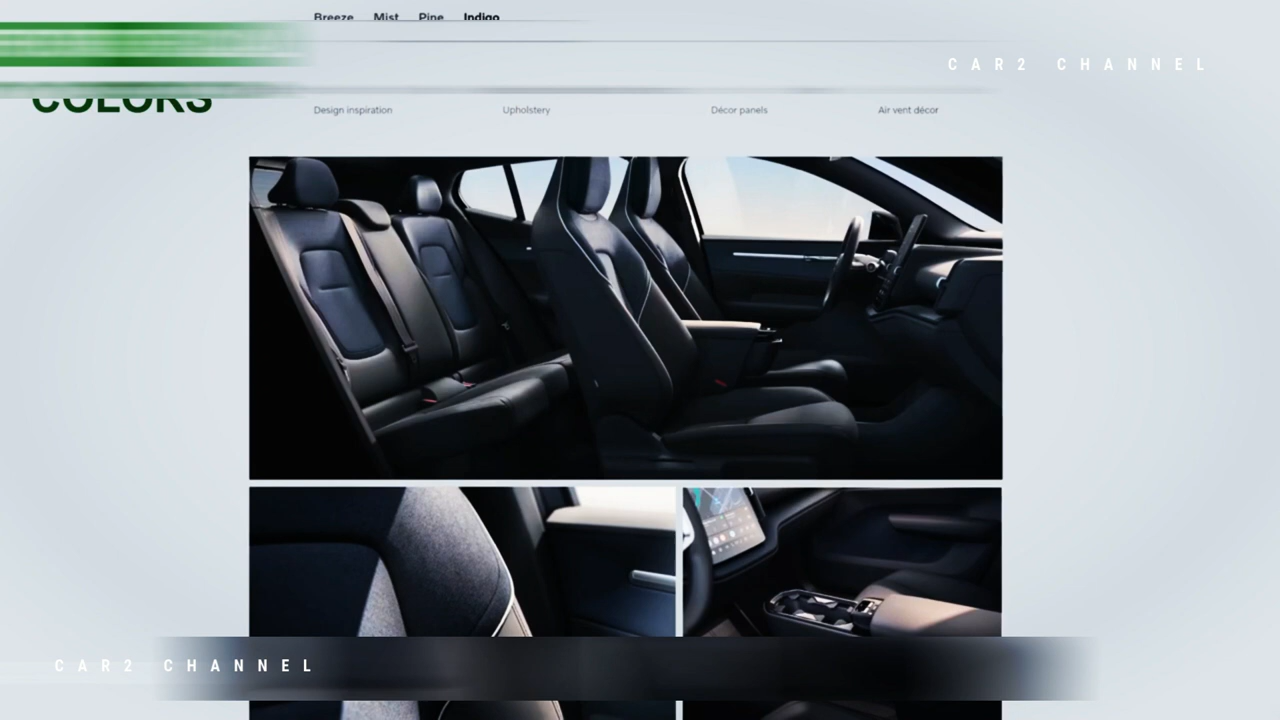 Breeze Mist Pine Indigo
CAR2 CHANNEL
COLORS
Design inspiration Upholstery Décor panels Air vent décor
CAR2 CHANNEL